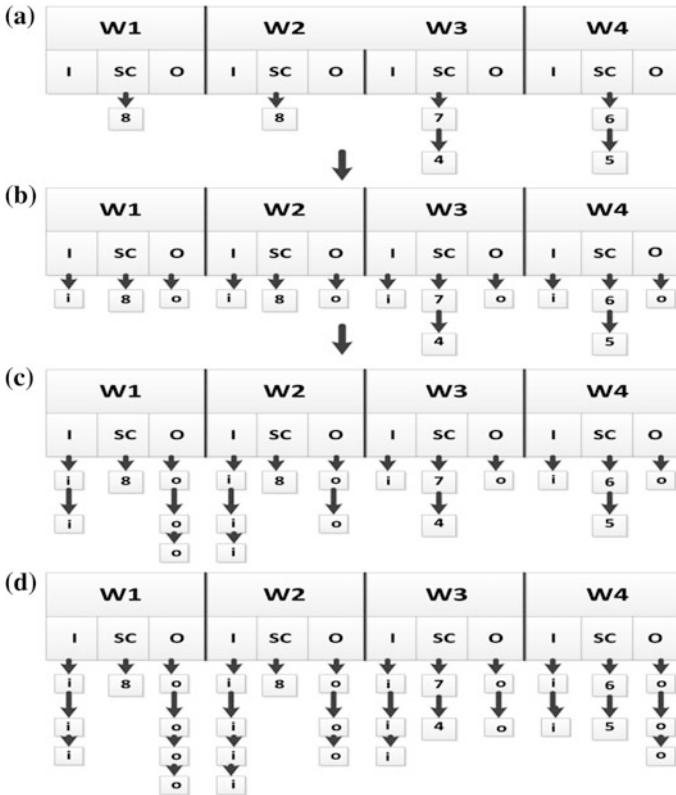 (a)
W1 W2 W3 W4
I SC O I SC O I SC O I SC O
8 8 7 6
4 5
(b)
W1 W2 W3 W4
I SC O I SC O I SC O I SC O
i 8 o i 8 o i 7 o i 6 o
4 5
(c)
W1 W2 W3 W4
I SC O I SC O I SC O I SC O
i 8 o i 8 o i 7 o i 6 o
i o i o 4 5
o i
(d)
W1 W2 W3 W4
I SC O I SC O I SC O I SC O
i 8 o i 8 o i 7 o i 6 o
i o i o i 4 o i 5 o
i o i o i o
o i